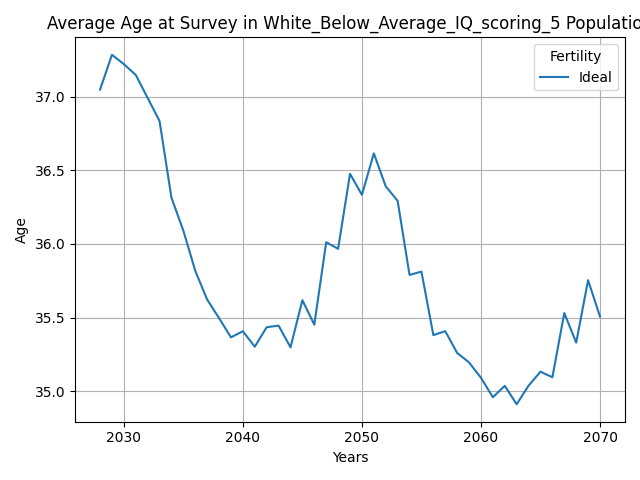 Average Age at Survey in White_Below_Average_IQ_scoring_5 Populatio
Fertility
Ideal
37.0
36.5
36.0
35.5
35.0
Age
2030 2040 2050 2060 2070
Years